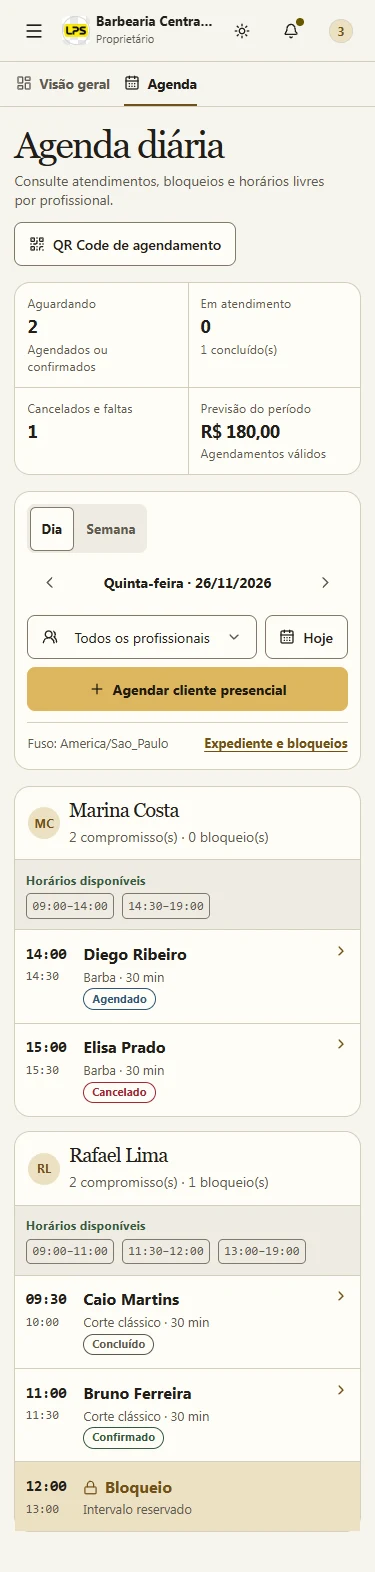 LPS
Barbearia Centra...
Proprietário
3
Visão geral
Agenda
Agenda diária
Consulte atendimentos, bloqueios e horários livres
por profissional.
QR Code de agendamento
Aguardando
2
Agendados ou
confirmados
Em atendimento
0
1 concluído(s)
Cancelados e faltas
1
Previsão do período
R$ 180,00
Agendamentos válidos
Dia
Semana
Quinta-feira · 26/11/2026
Todos os profissionais
Hoje
+ Agendar cliente presencial
Fuso: America/Sao_Paulo
Expediente e bloqueios
MC
Marina Costa
2 compromisso(s) · 0 bloqueio(s)
Horários disponíveis
09:00–14:00
14:30–19:00
14:00
14:30
Diego Ribeiro
Barba · 30 min
Agendado
15:00
15:30
Elisa Prado
Barba · 30 min
Cancelado
RL
Rafael Lima
2 compromisso(s) · 1 bloqueio(s)
Horários disponíveis
09:00–11:00
11:30–12:00
13:00–19:00
09:30
10:00
Caio Martins
Corte clássico · 30 min
Concluído
11:00
11:30
Bruno Ferreira
Corte clássico · 30 min
Confirmado
12:00
13:00
Bloqueio
Intervalo reservado